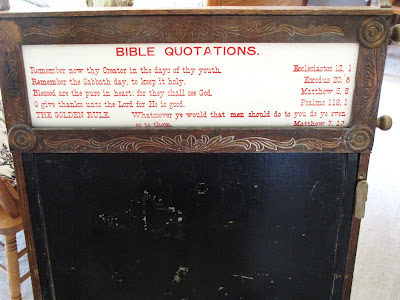 BIBLE QUOTATIONS.
Remember now thy Creator in the days of thy youth. Ecclesiastes 12, 1
Remember the Sabbath day, to keep it holy. Exodus 20, 8
Blessed are the pure in heart: for they shall see God. Matthew 5, 8
O give thanks unto the Lord for He is good. Psalms 118, 1
THE GOLDEN RULE. Whatsoever ye would that men should do to you do ye even
so to them. Matthew 7, 12